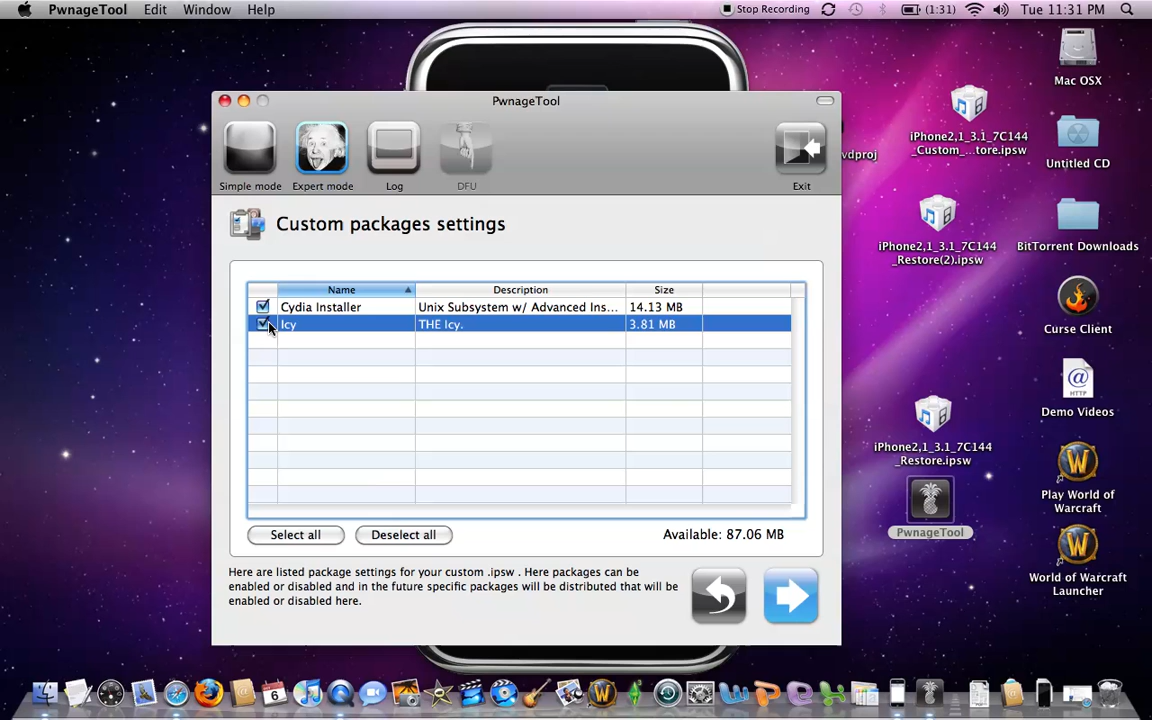 PwnageTool Edit Window Help
Stop Recording (1:31) Tue 11:31 PM
PwnageTool
Simple mode Expert mode Log DFU Exit
Custom packages settings
Name Description Size
Cydia Installer Unix Subsystem w/ Advanced Ins... 14.13 MB
Icy THE Icy. 3.81 MB
Select all Deselect all Available: 87.06 MB
Here are listed package settings for your custom .ipsw . Here packages can be
enabled or disabled and in the future specific packages will be distributed that will be
enabled or disabled here.
Mac OSX
iPhone2,1_3.1_7C144
_Custom_...tore.ipsw
vdproj
Untitled CD
iPhone2,1_3.1_7C144
_Restore(2).ipsw
BitTorrent Downloads
Curse Client
HTTP
Demo Videos
iPhone2,1_3.1_7C144
_Restore.ipsw
Play World of
Warcraft
PwnageTool
World of Warcraft
Launcher
6